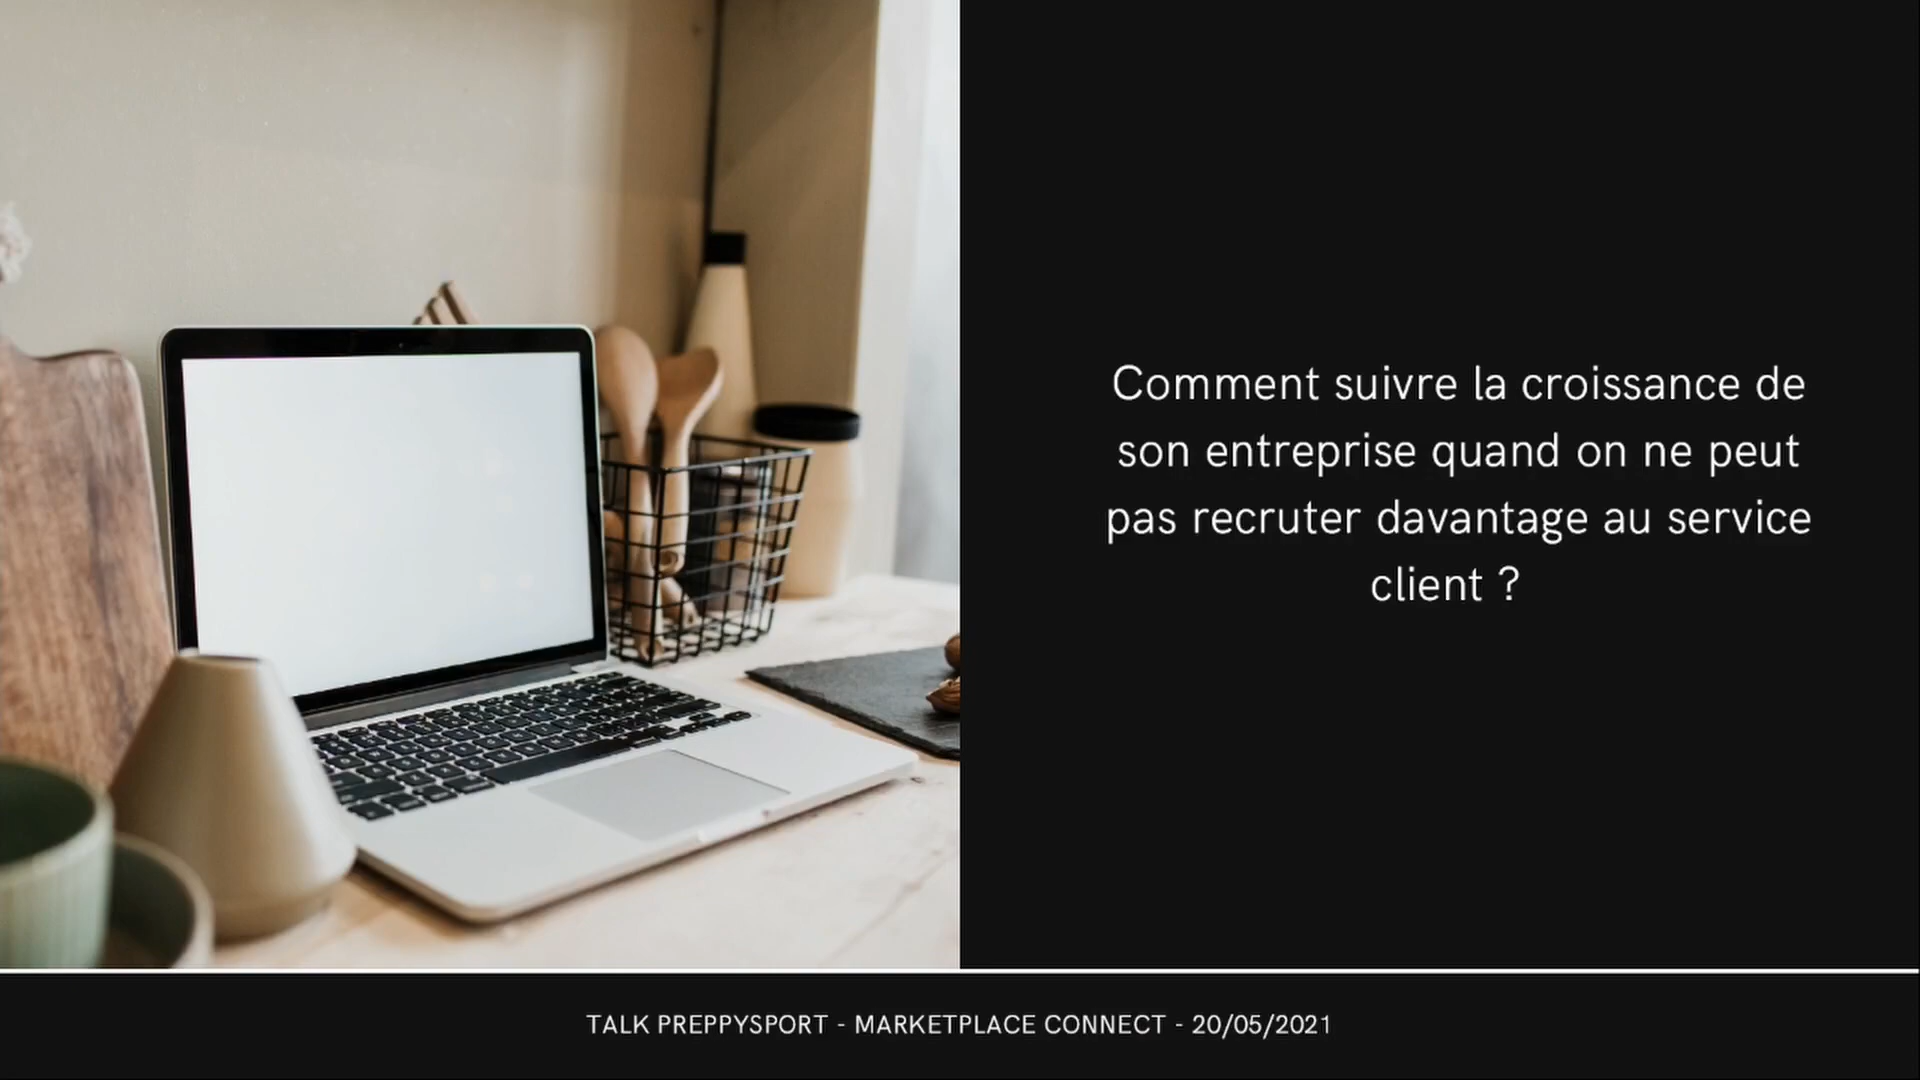 Comment suivre la croissance de
son entreprise quand on ne peut
pas recruter davantage au service
client ?
TALK PREPPYSPORT - MARKETPLACE CONNECT - 20/05/2021